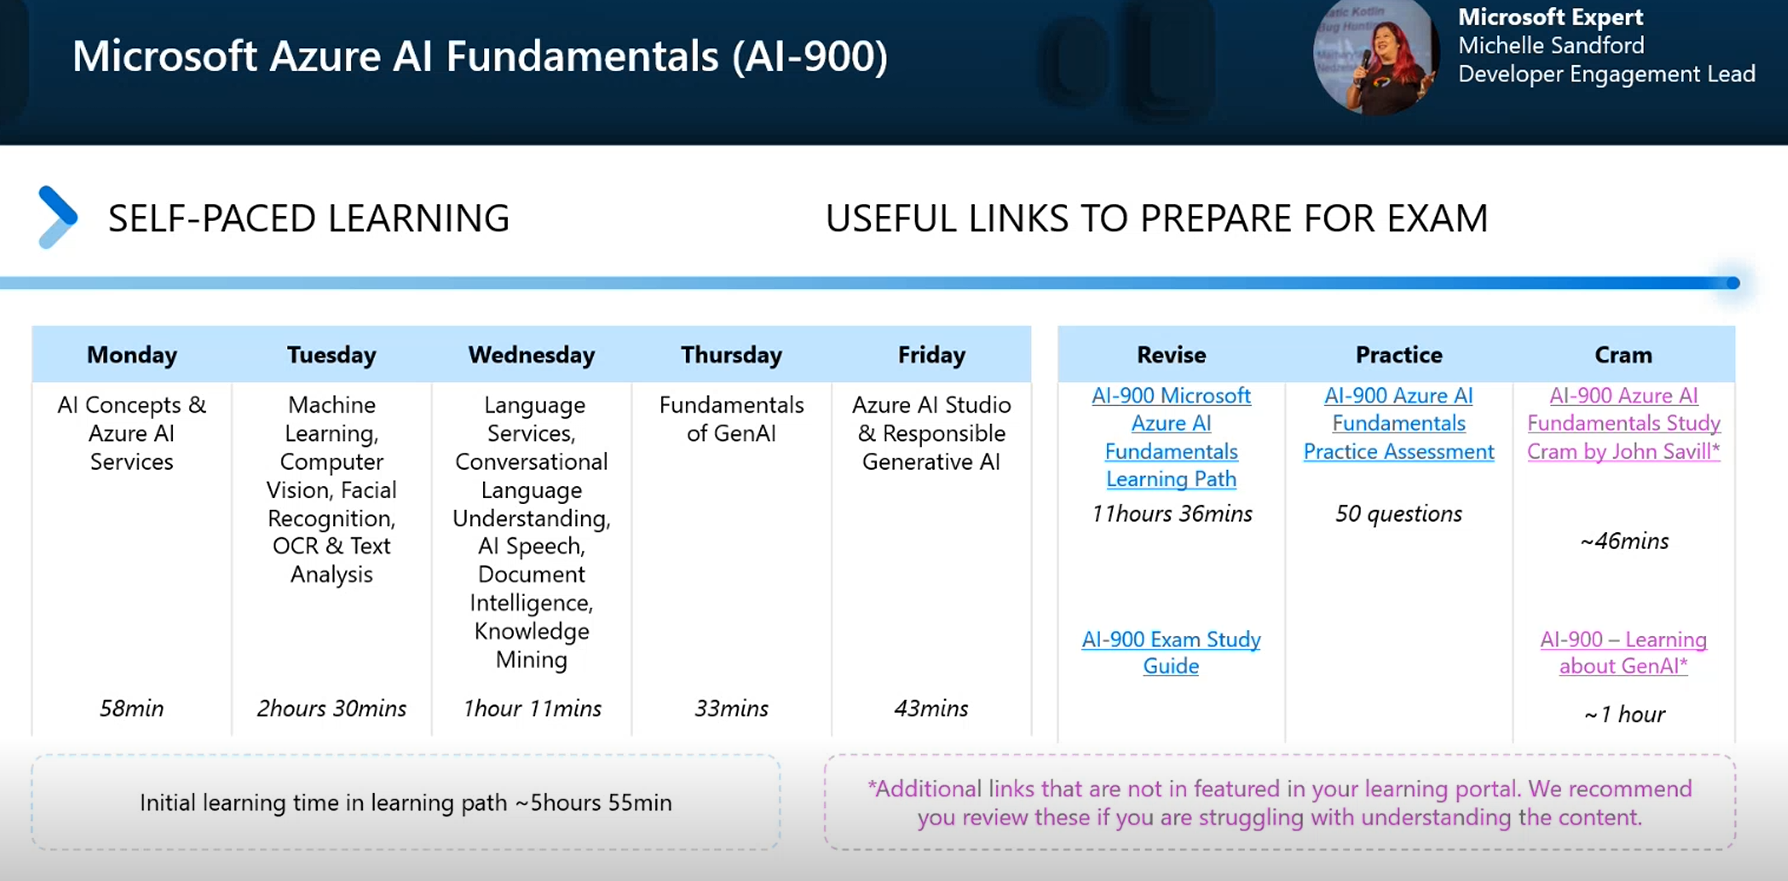 Microsoft Azure AI Fundamentals (AI-900)
Microsoft Expert
Michelle Sandford
Developer Engagement Lead
SELF-PACED LEARNING
USEFUL LINKS TO PREPARE FOR EXAM
Monday
AI Concepts &
Azure AI
Services
58min
Tuesday
Machine
Learning,
Computer
Vision, Facial
Recognition,
OCR & Text
Analysis
2hours 30mins
Wednesday
Language
Services,
Conversational
Language
Understanding,
AI Speech,
Document
Intelligence,
Knowledge
Mining
1hour 11mins
Thursday
Fundamentals
of GenAI
33mins
Friday
Azure AI Studio
& Responsible
Generative AI
43mins
Revise
AI-900 Microsoft
Azure AI
Fundamentals
Learning Path
11hours 36mins
AI-900 Exam Study
Guide
Practice
AI-900 Azure AI
Fundamentals
Practice Assessment
50 questions
Cram
AI-900 Azure AI
Fundamentals Study
Cram by John Savill*
~46mins
AI-900 – Learning
about GenAI*
~1 hour
Initial learning time in learning path ~5hours 55min
*Additional links that are not in featured in your learning portal. We recommend
you review these if you are struggling with understanding the content.